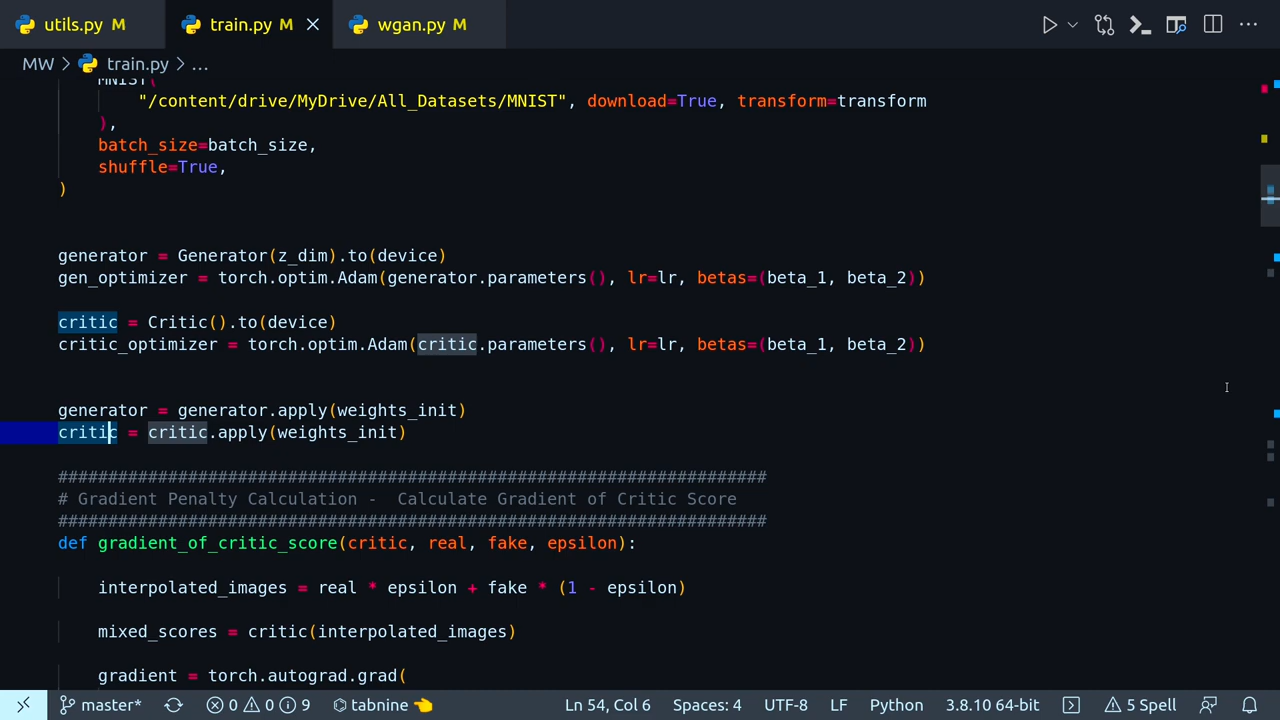 utils.py M train.py M wgan.py M
MW > train.py > ...
MNIST(
"/content/drive/MyDrive/All_Datasets/MNIST", download=True, transform=transform
),
batch_size=batch_size,
shuffle=True,
)
generator = Generator(z_dim).to(device)
gen_optimizer = torch.optim.Adam(generator.parameters(), lr=lr, betas=(beta_1, beta_2))
critic = Critic().to(device)
critic_optimizer = torch.optim.Adam(critic.parameters(), lr=lr, betas=(beta_1, beta_2))
generator = generator.apply(weights_init)
critic = critic.apply(weights_init)
#######################################################################
# Gradient Penalty Calculation -  Calculate Gradient of Critic Score
#######################################################################
def gradient_of_critic_score(critic, real, fake, epsilon):
interpolated_images = real * epsilon + fake * (1 - epsilon)
mixed_scores = critic(interpolated_images)
gradient = torch.autograd.grad(
master* 0 0 9 tabnine Ln 54, Col 6 Spaces: 4 UTF-8 LF Python 3.8.10 64-bit 5 Spell